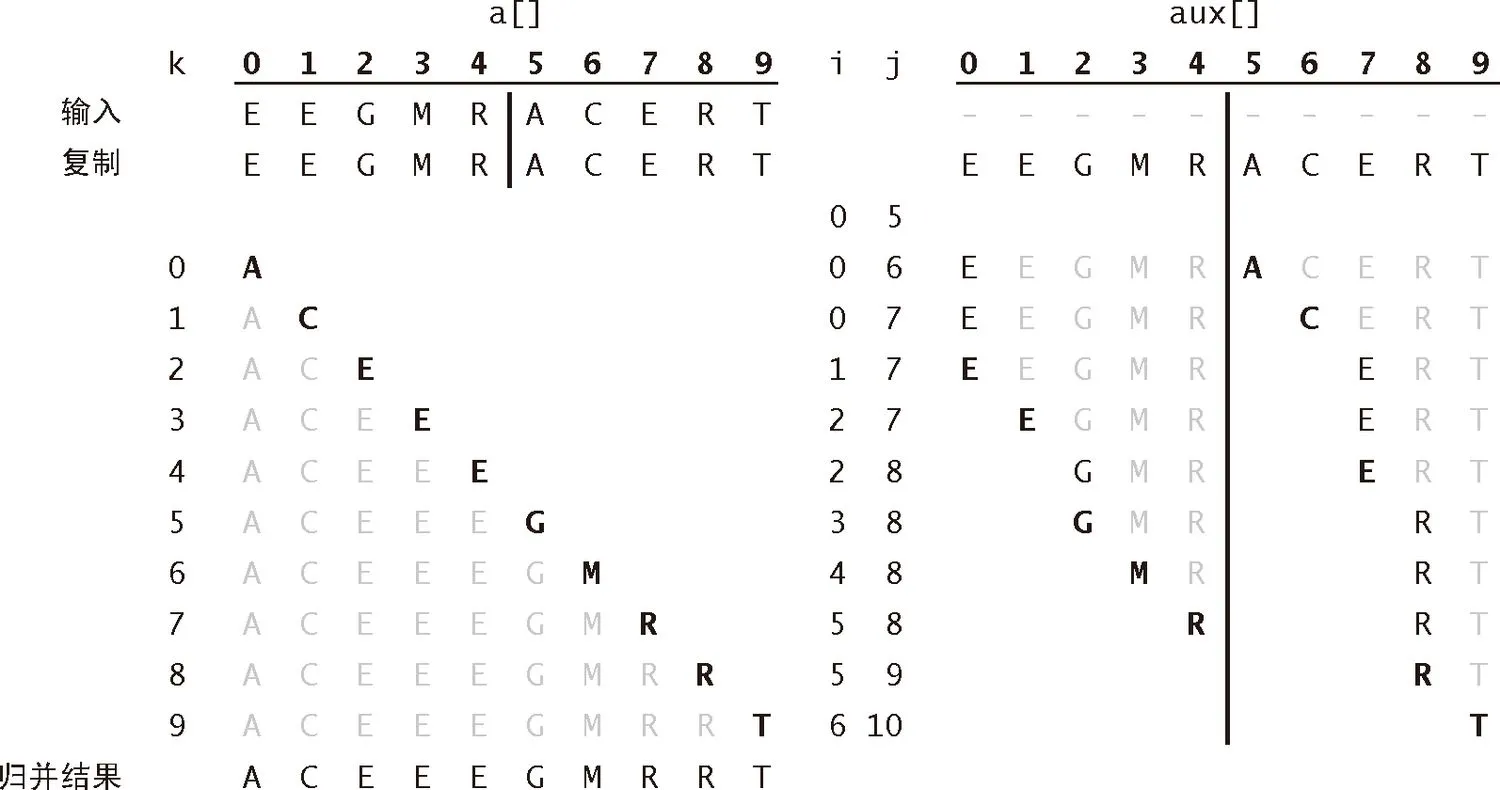 a[] aux[]
k 0 1 2 3 4 5 6 7 8 9 i j 0 1 2 3 4 5 6 7 8 9
输入 E E G M R A C E R T - - - - - - - - - -
复制 E E G M R A C E R T E E G M R A C E R T
0 5
0 A 0 6 E E G M R A C E R T
1 A C 0 7 E E G M R C E R T
2 A C E 1 7 E E G M R E R T
3 A C E E 2 7 E G M R E R T
4 A C E E E 2 8 G M R E R T
5 A C E E E G 3 8 G M R R T
6 A C E E E G M 4 8 M R R T
7 A C E E E G M R 5 8 R R T
8 A C E E E G M R R 5 9 R T
9 A C E E E G M R R T 6 10 T
归并结果 A C E E E G M R R T